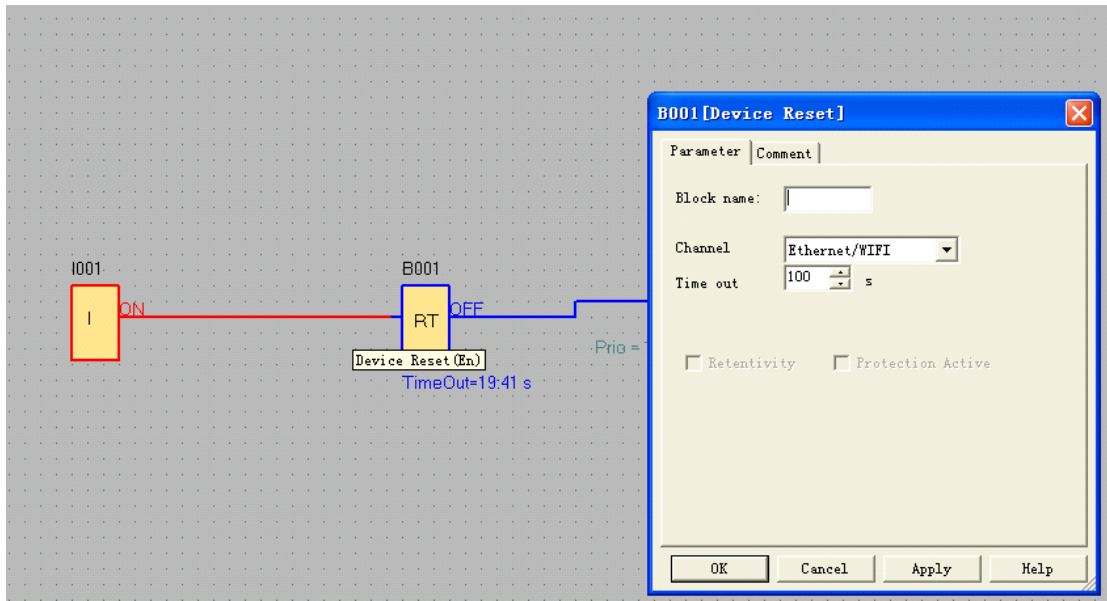 I001
I
ON
B001
RT
OFF
Device Reset(En)
TimeOut=19:41 s
Prio =
B001[Device Reset]
Parameter
Comment
Block name:
Channel
Ethernet/WIFI
Time out
100
s
Retentivity
Protection Active
OK
Cancel
Apply
Help